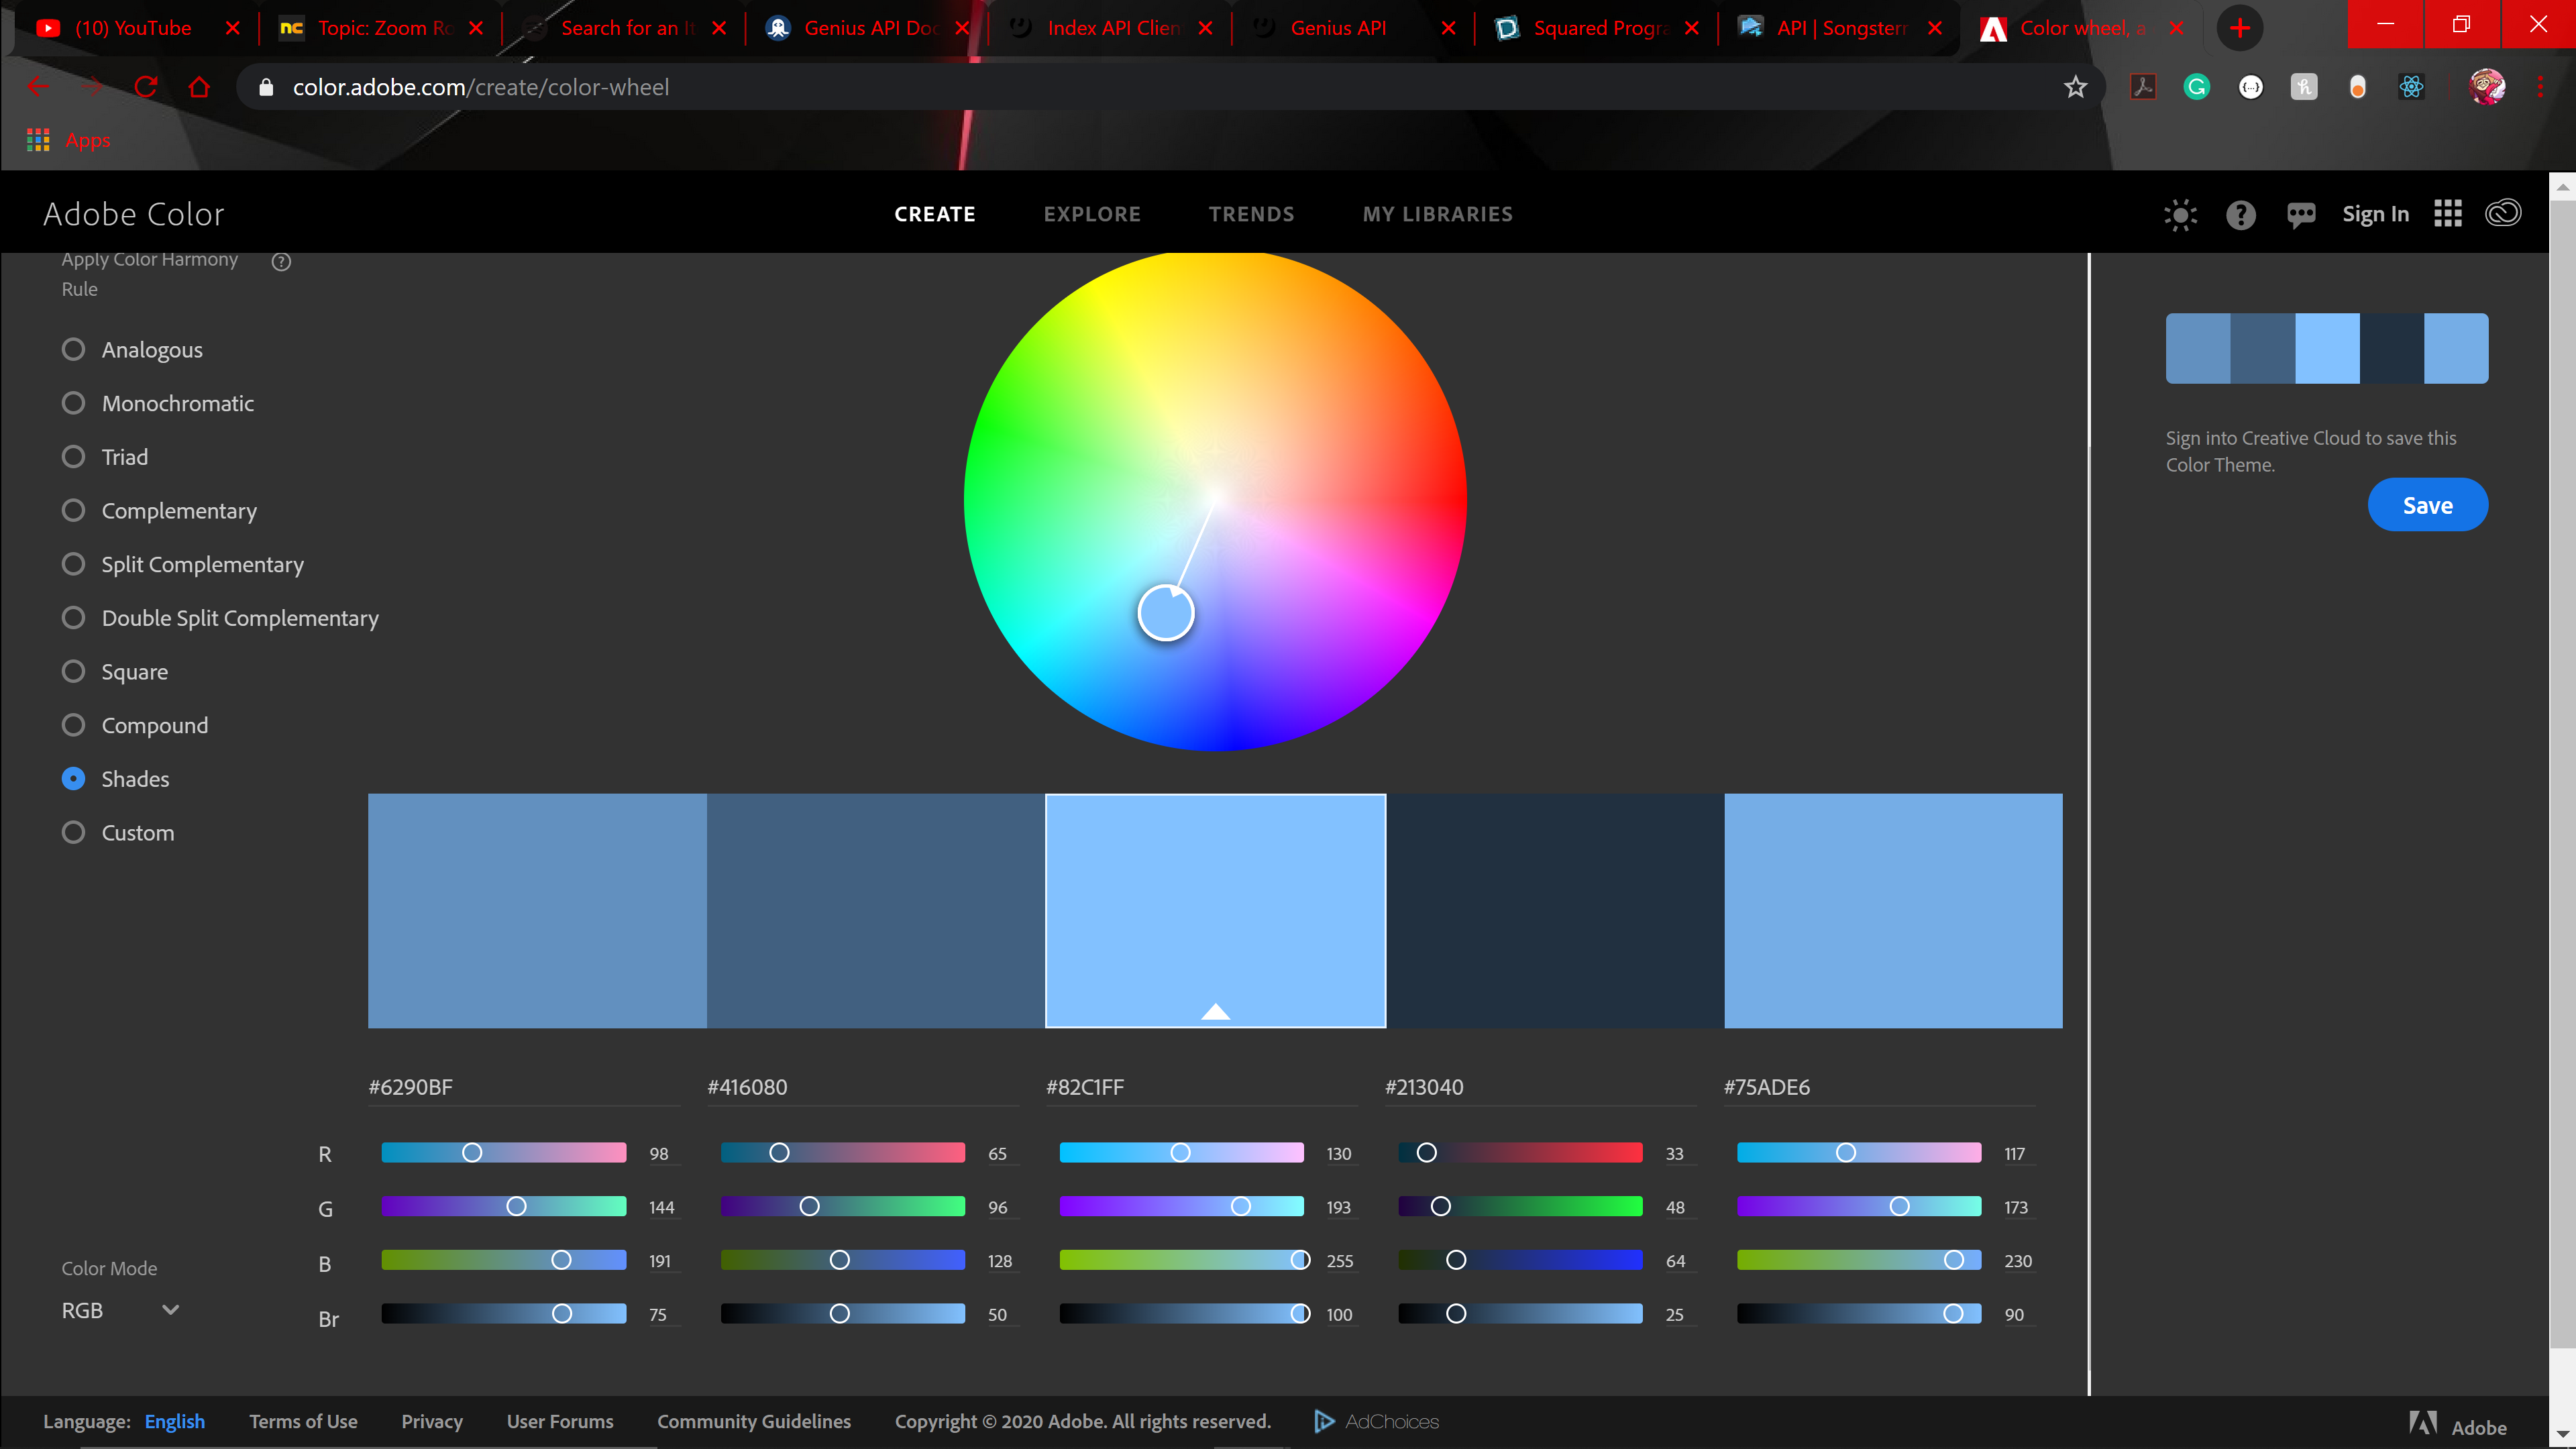 (10) YouTube
Topic: Zoom Ro
Search for an It
Genius API Doc
Index API Clien
Genius API
Squared Progra
API | Songsterr
Color wheel, a
color.adobe.com/create/color-wheel
Apps
Adobe Color
CREATE
EXPLORE
TRENDS
MY LIBRARIES
Sign In
Apply Color Harmony
Rule
Analogous
Monochromatic
Triad
Complementary
Split Complementary
Double Split Complementary
Square
Compound
Shades
Custom
Sign into Creative Cloud to save this
Color Theme.
Save
#6290BF
#416080
#82C1FF
#213040
#75ADE6
R 98 65 130 33 117
G 144 96 193 48 173
B 191 128 255 64 230
Br 75 50 100 25 90
Color Mode
RGB
Language: English
Terms of Use
Privacy
User Forums
Community Guidelines
Copyright © 2020 Adobe. All rights reserved.
AdChoices
Adobe